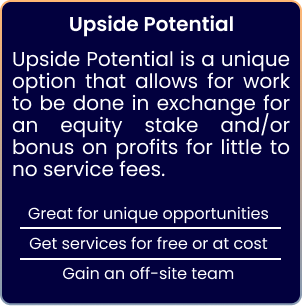 Upside Potential
Upside Potential is a unique
option that allows for work
to be done in exchange for
an equity stake and/or
bonus on profits for little to
no service fees.
Great for unique opportunities
Get services for free or at cost
Gain an off-site team